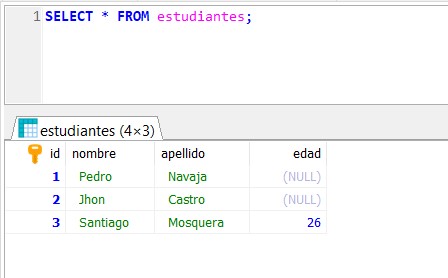 1 SELECT * FROM estudiantes;
estudiantes (4×3)
id nombre apellido edad
1 Pedro Navaja (NULL)
2 Jhon Castro (NULL)
3 Santiago Mosquera 26